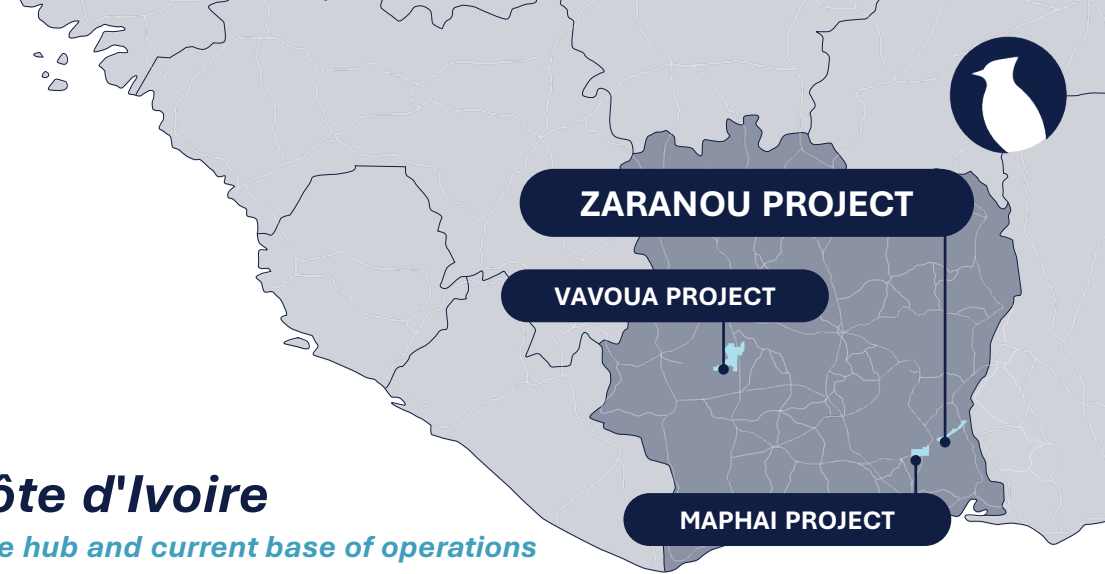 ZARANOU PROJECT
VAVOUA PROJECT
MAPHAI PROJECT
ôte d'Ivoire
e hub and current base of operations